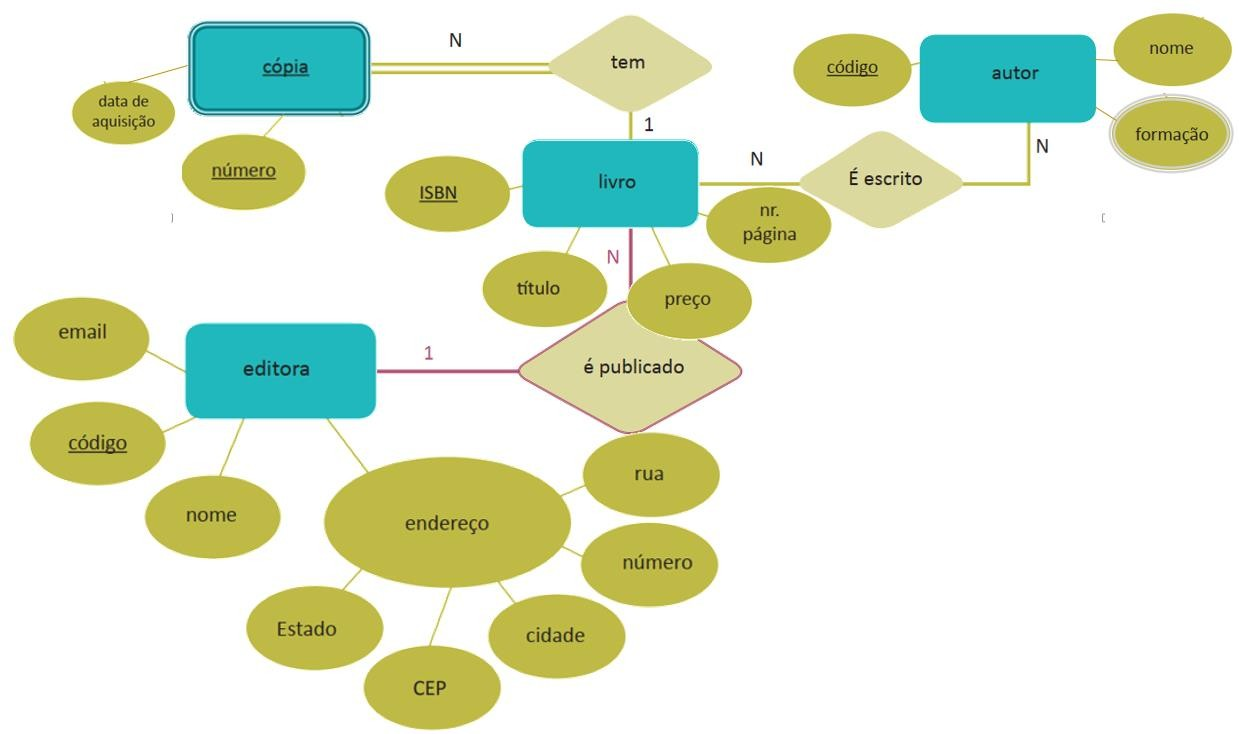 N
cópia
tem
código
autor
nome
data de
aquisição
formação
número
1
N
ISBN
livro
N
É escrito
nr.
página
N
título
preço
email
editora
1
é publicado
código
rua
nome
endereço
número
Estado
cidade
CEP